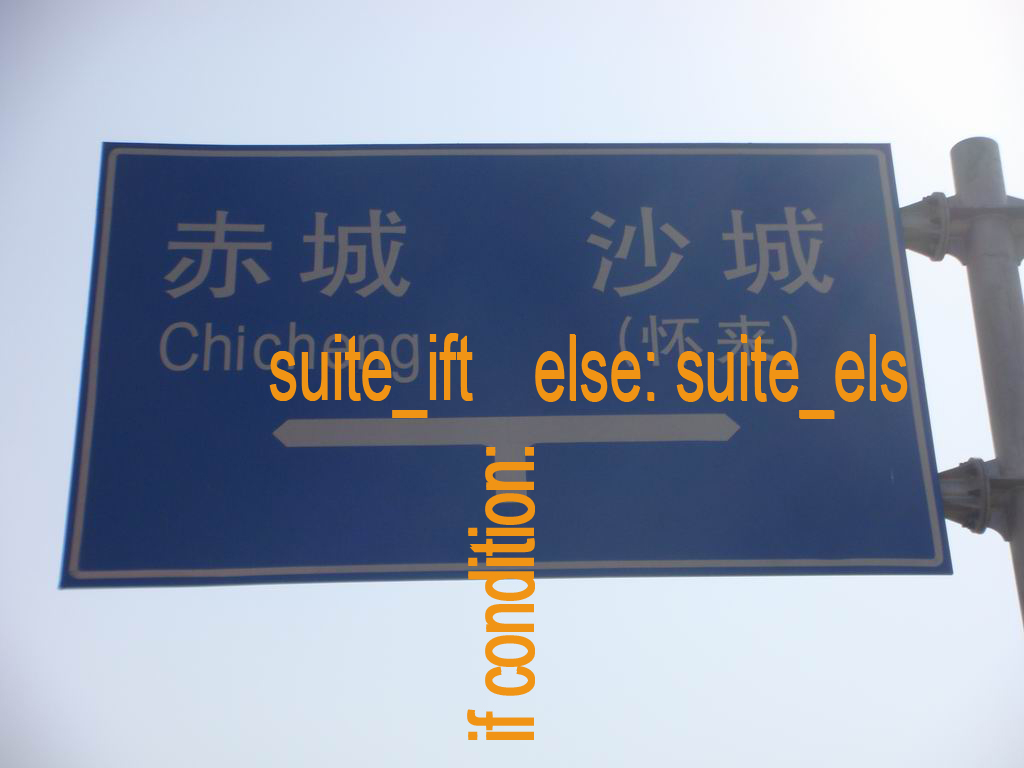 赤城 沙城
Chicheng (怀来)
suite_ift else: suite_els
if condition: